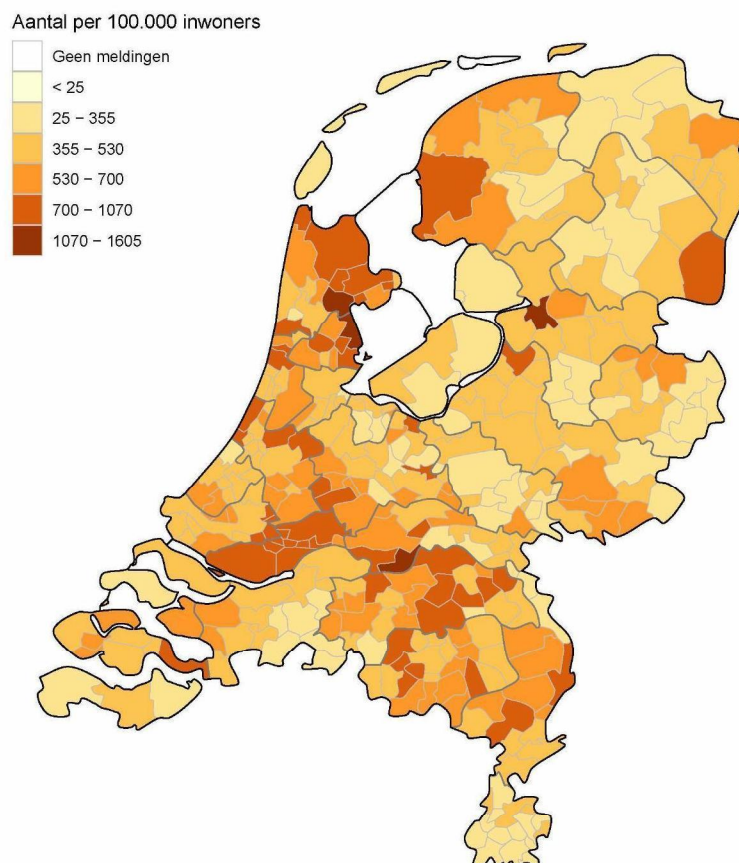 Aantal per 100.000 inwoners
Geen meldingen
< 25
25 – 355
355 – 530
530 – 700
700 – 1070
1070 – 1605